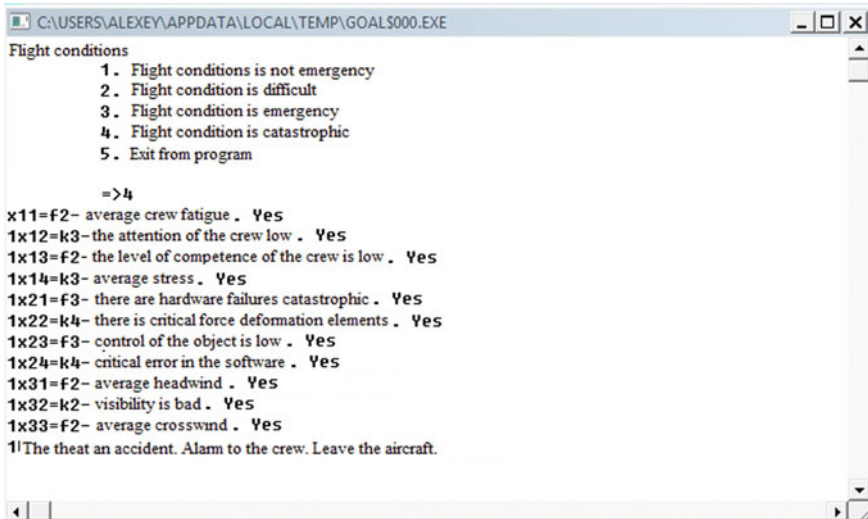 C:\USERS\ALEXEY\APPDATA\LOCAL\TEMP\GOAL$000.EXE
Flight conditions
1. Flight conditions is not emergency
2. Flight condition is difficult
3. Flight condition is emergency
4. Flight condition is catastrophic
5. Exit from program
=>4
x11=f2- average crew fatigue. Yes
1x12=k3-the attention of the crew low. Yes
1x13=f2- the level of competence of the crew is low. Yes
1x14=k3- average stress. Yes
1x21=f3- there are hardware failures catastrophic. Yes
1x22=k4- there is critical force deformation elements. Yes
1x23=f3- control of the object is low. Yes
1x24=k4- critical error in the software. Yes
1x31=f2- average headwind. Yes
1x32=k2- visibility is bad. Yes
1x33=f2- average crosswind. Yes
1|The theat an accident. Alarm to the crew. Leave the aircraft.